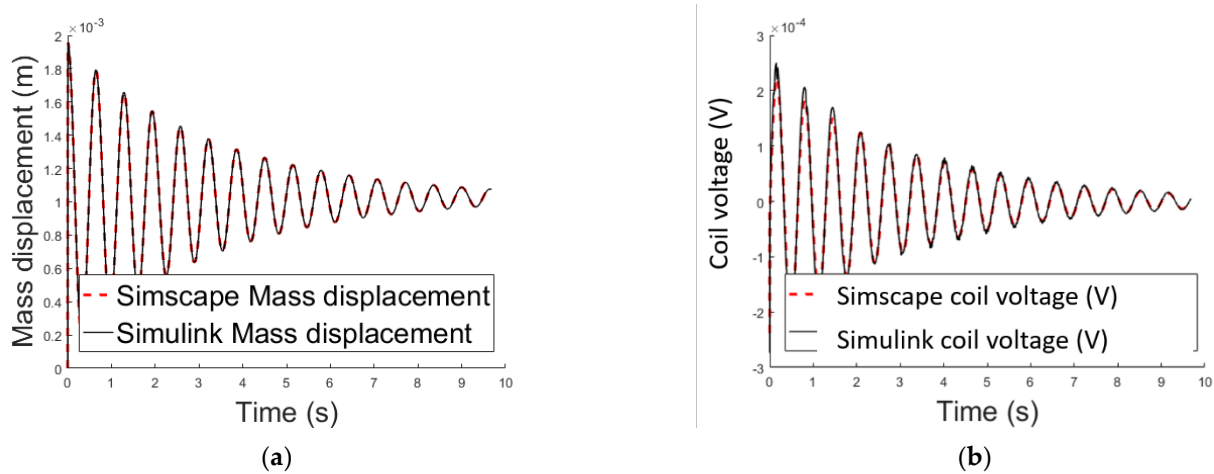 ×10⁻³
2
1.8
1.6
1.4
1.2
1
0.8
0.6
0.4
0.2
0
Mass displacement (m)
Simscape Mass displacement
Simulink Mass displacement
0 1 2 3 4 5 6 7 8 9 10
Time (s)
(a)
×10⁻⁴
3
2
1
0
-1
-2
-3
Coil voltage (V)
Simscape coil voltage (V)
Simulink coil voltage (V)
0 1 2 3 4 5 6 7 8 9 10
Time (s)
(b)